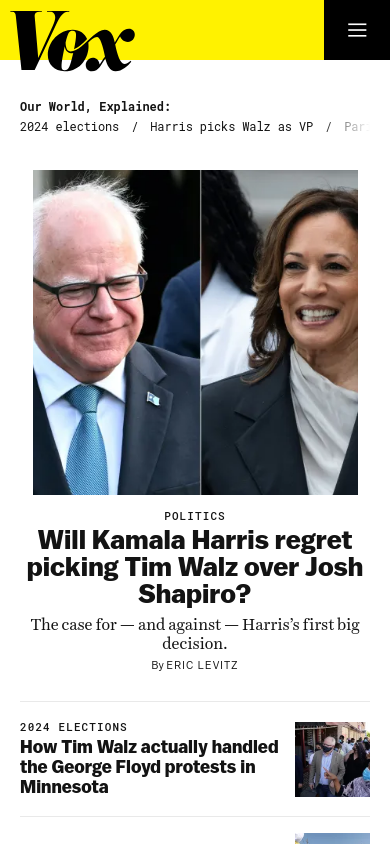 Vox
Our World, Explained:
2024 elections / Harris picks Walz as VP /
POLITICS
Will Kamala Harris regret
picking Tim Walz over Josh
Shapiro?
The case for — and against — Harris’s first big
decision.
By ERIC LEVITZ
2024 ELECTIONS
How Tim Walz actually handled
the George Floyd protests in
Minnesota